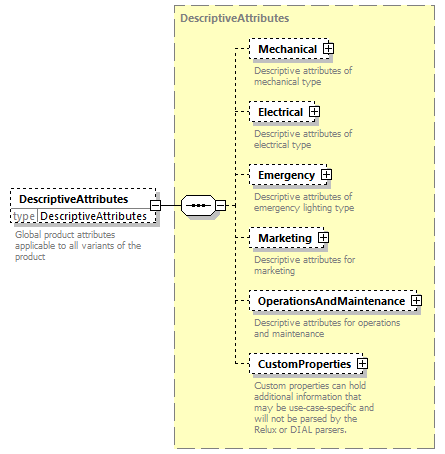 DescriptiveAttributes
Mechanical
Descriptive attributes of
mechanical type
Electrical
Descriptive attributes of
electrical type
Emergency
Descriptive attributes of
emergency lighting type
DescriptiveAttributes
type DescriptiveAttributes
Global product attributes
applicable to all variants of the
product
Marketing
Descriptive attributes for
marketing
OperationsAndMaintenance
Descriptive attributes for operations
and maintenance
CustomProperties
Custom properties can hold
additional information that
may be use-case-specific and
will not be parsed by the
Relux or DIAL parsers.